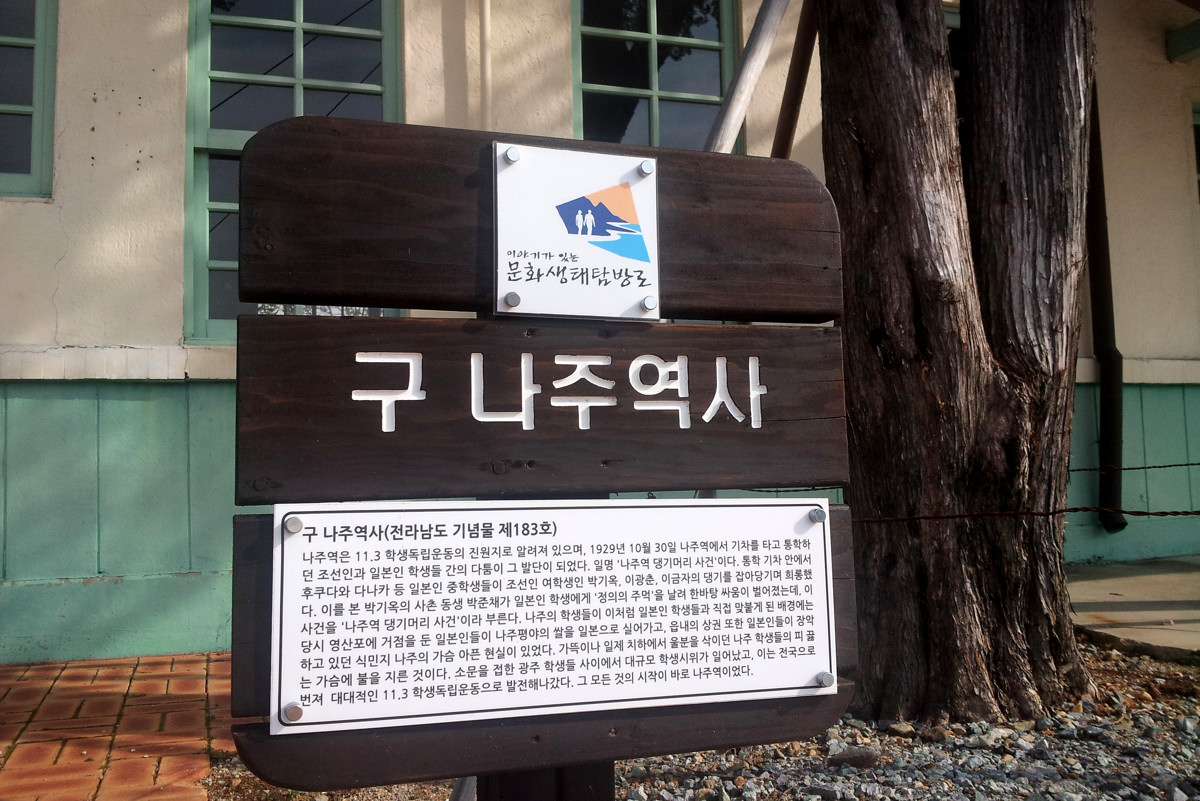 이야기가 있는
문화생태탐방로
구 나주역사
구 나주역사(전라남도 기념물 제183호)
나주역은 11.3 학생독립운동의 진원지로 알려져 있으며, 1929년 10월 30일 나주역에서 기차를 타고 통학하
던 조선인과 일본인 학생들 간의 다툼이 그 발단이 되었다. 일명 '나주역 댕기머리 사건'이다. 통학 기차 안에서
후쿠다와 다나카 등 일본인 중학생들이 조선인 여학생인 박기옥, 이광춘, 이금자의 댕기를 잡아당기며 희롱했
다. 이를 본 박기옥의 사촌 동생 박준채가 일본인 학생에게 '정의의 주먹'을 날려 한바탕 싸움이 벌어졌는데, 이
사건을 '나주역 댕기머리 사건'이라 부른다. 나주의 학생들이 이처럼 일본인 학생들과 직접 맞붙게 된 배경에는
당시 영산포에 거점을 둔 일본인들이 나주평야의 쌀을 일본으로 실어가고, 읍내의 상권 또한 일본인들이 장악
하고 있던 식민지 나주의 가슴 아픈 현실이 있었다. 가뜩이나 일제 치하에서 울분을 삭이던 나주 학생들의 피 끓
는 가슴에 불을 지른 것이다. 소문을 접한 광주 학생들 사이에서 대규모 학생시위가 일어났고, 이는 전국으로
번져 대대적인 11.3 학생독립운동으로 발전해나갔다. 그 모든 것의 시작이 바로 나주역이었다.